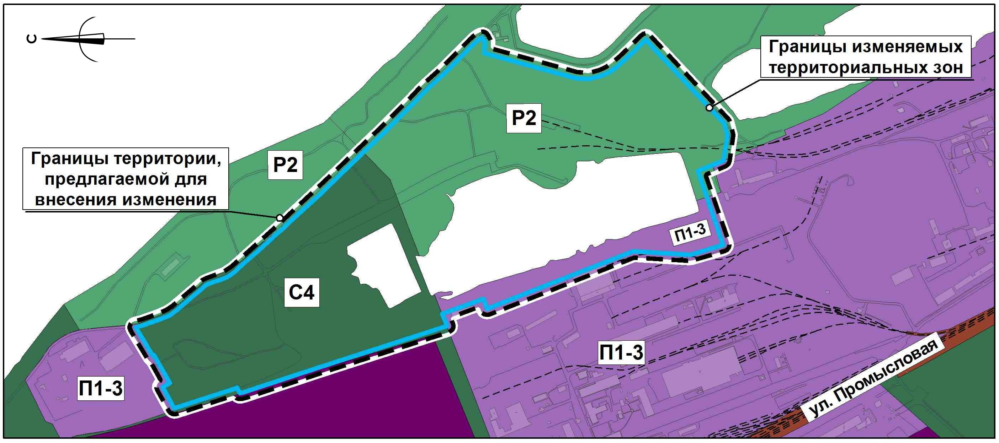 С
Границы изменяемых
территориальных зон
Р2
Границы территории,
предлагаемой для
внесения изменения
Р2
П1-3
С4
П1-3
П1-3
ул. Промысловая